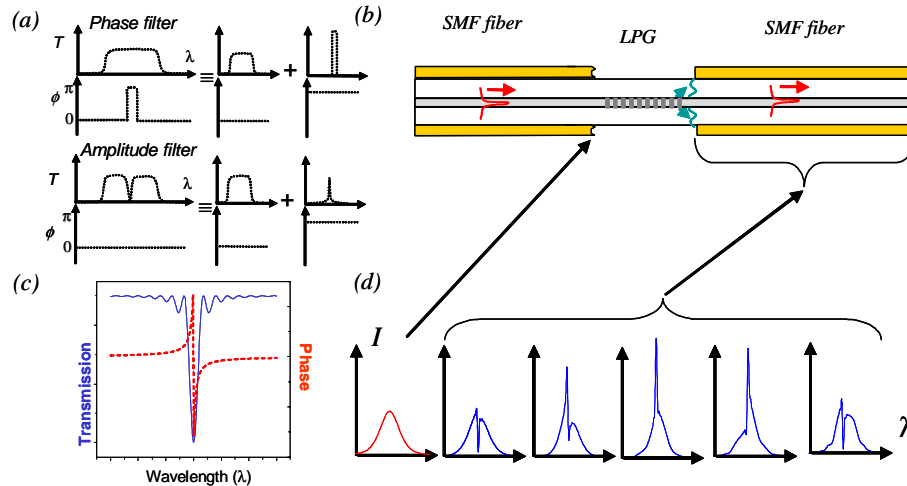 (a)
Phase filter
T
λ
≡
+
ϕ
π
0
Amplitude filter
T
λ
≡
+
ϕ
π
0
(b)
SMF fiber
LPG
SMF fiber
(c)
Transmission
Phase
Wavelength (λ)
(d)
I
λ